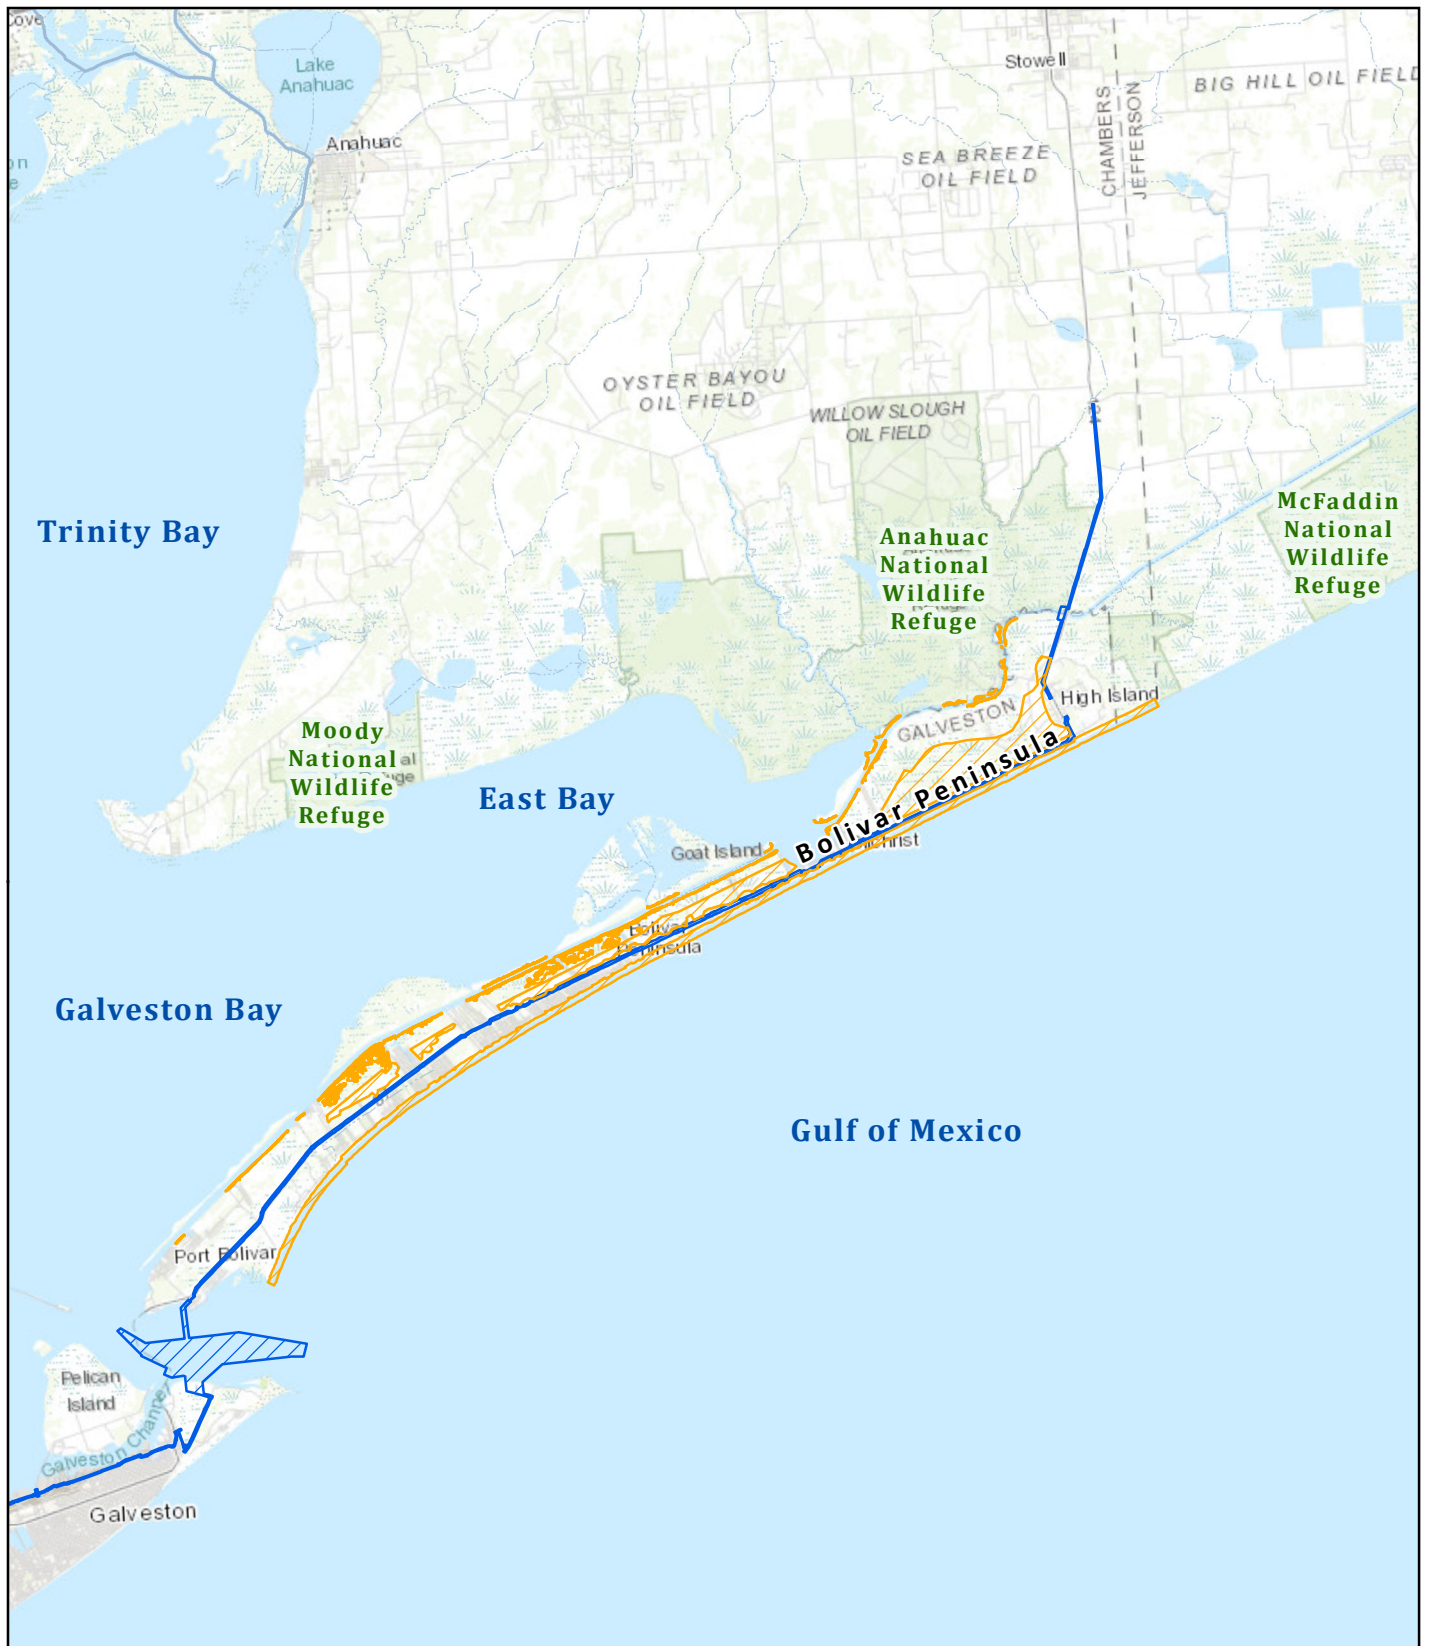 Lake
Anahuac
Anahuac
Stowell
BIG HILL OIL FIELD
CHAMBERS
JEFFERSON
SEA BREEZE
OIL FIELD
OYSTER BAYOU
OIL FIELD
WILLOW SLOUGH
OIL FIELD
Trinity Bay
Anahuac
National
Wildlife
Refuge
McFaddin
National
Wildlife
Refuge
High Island
GALVESTON
Moody
National
Wildlife
Refuge
East Bay
Bolivar Peninsula
Goat Island
Bolivar
Peninsula
Galveston Bay
Gulf of Mexico
Port Bolivar
Pelican
Island
Galveston Channel
Galveston